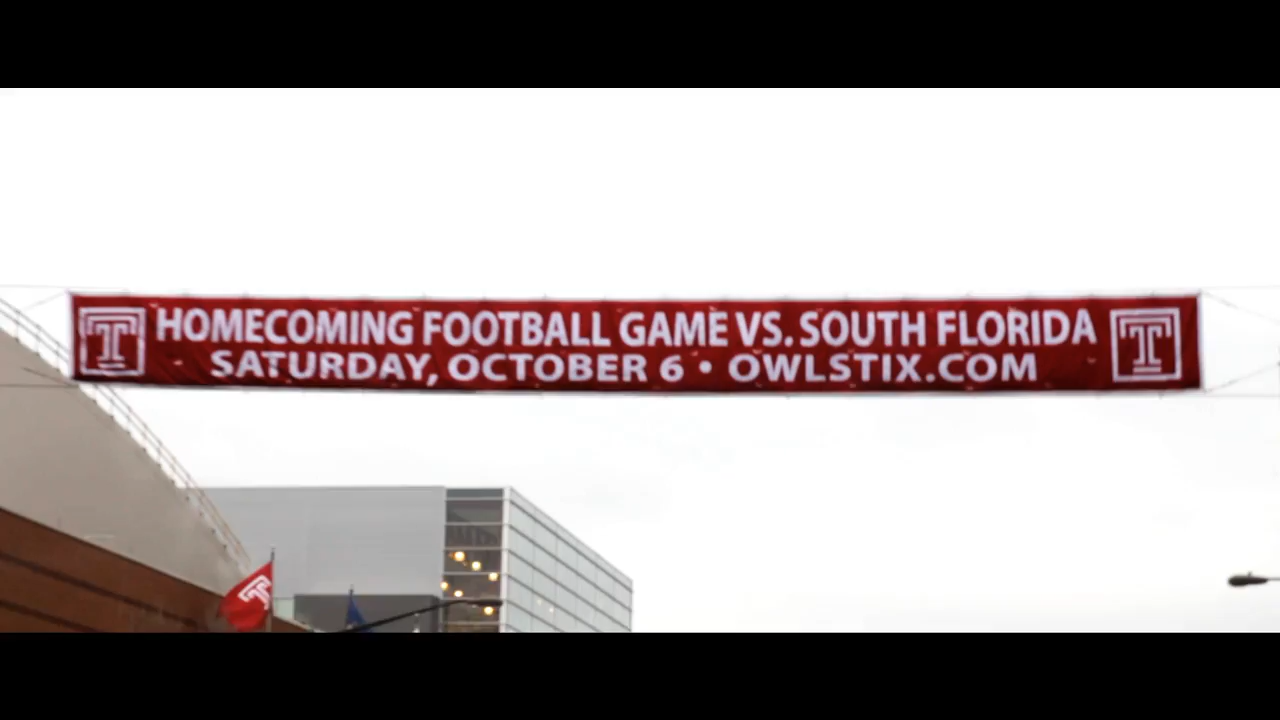 HOMECOMING FOOTBALL GAME VS. SOUTH FLORIDA
SATURDAY, OCTOBER 6 • OWLSTIX.COM
T
T
T